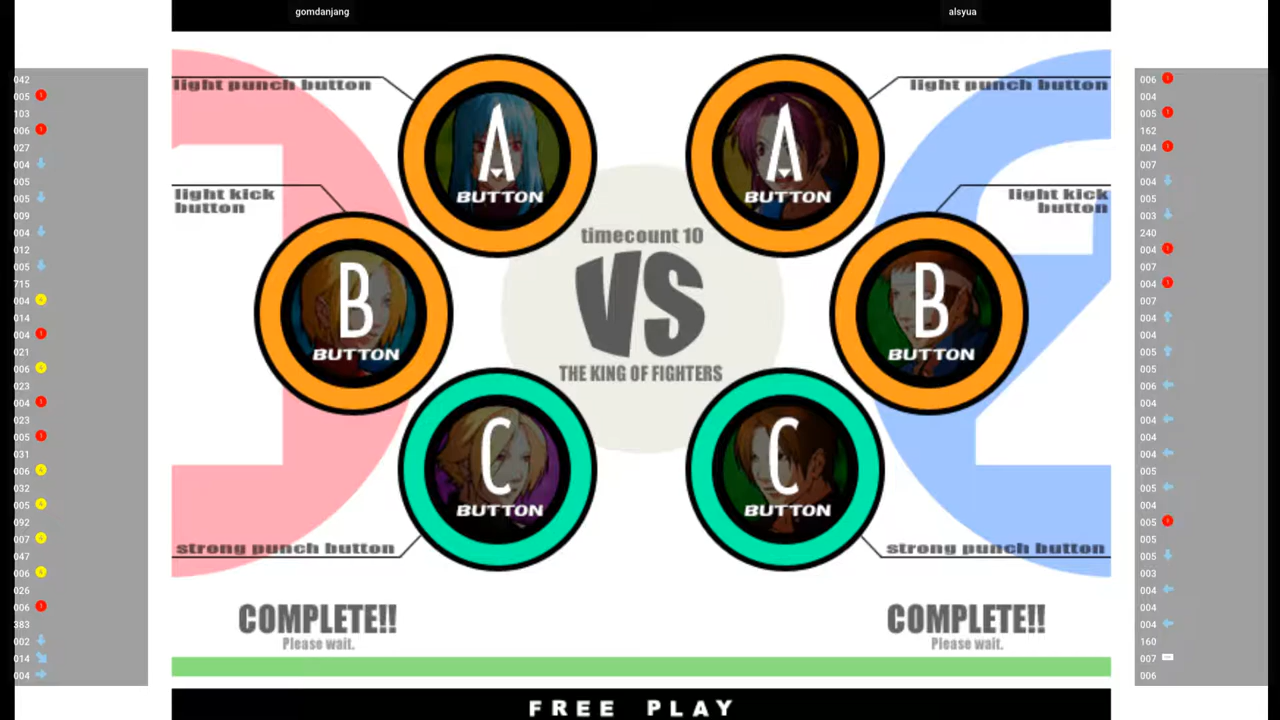 gomdanjang
alsyua
light punch button
light punch button
A
BUTTON
A
BUTTON
light kick
button
light kick
button
timecount 10
VS
THE KING OF FIGHTERS
B
BUTTON
B
BUTTON
C
BUTTON
C
BUTTON
strong punch button
strong punch button
COMPLETE!!
Please wait.
COMPLETE!!
Please wait.
FREE PLAY
042
005
103
006
027
004
005
005
009
004
012
005
715
004
014
004
021
006
023
004
023
005
031
006
032
005
092
007
047
006
026
006
383
002
014
004
006
004
005
162
004
007
004
005
003
240
004
007
004
007
004
004
005
005
006
004
004
004
004
005
005
004
005
005
005
003
004
004
004
160
007
006